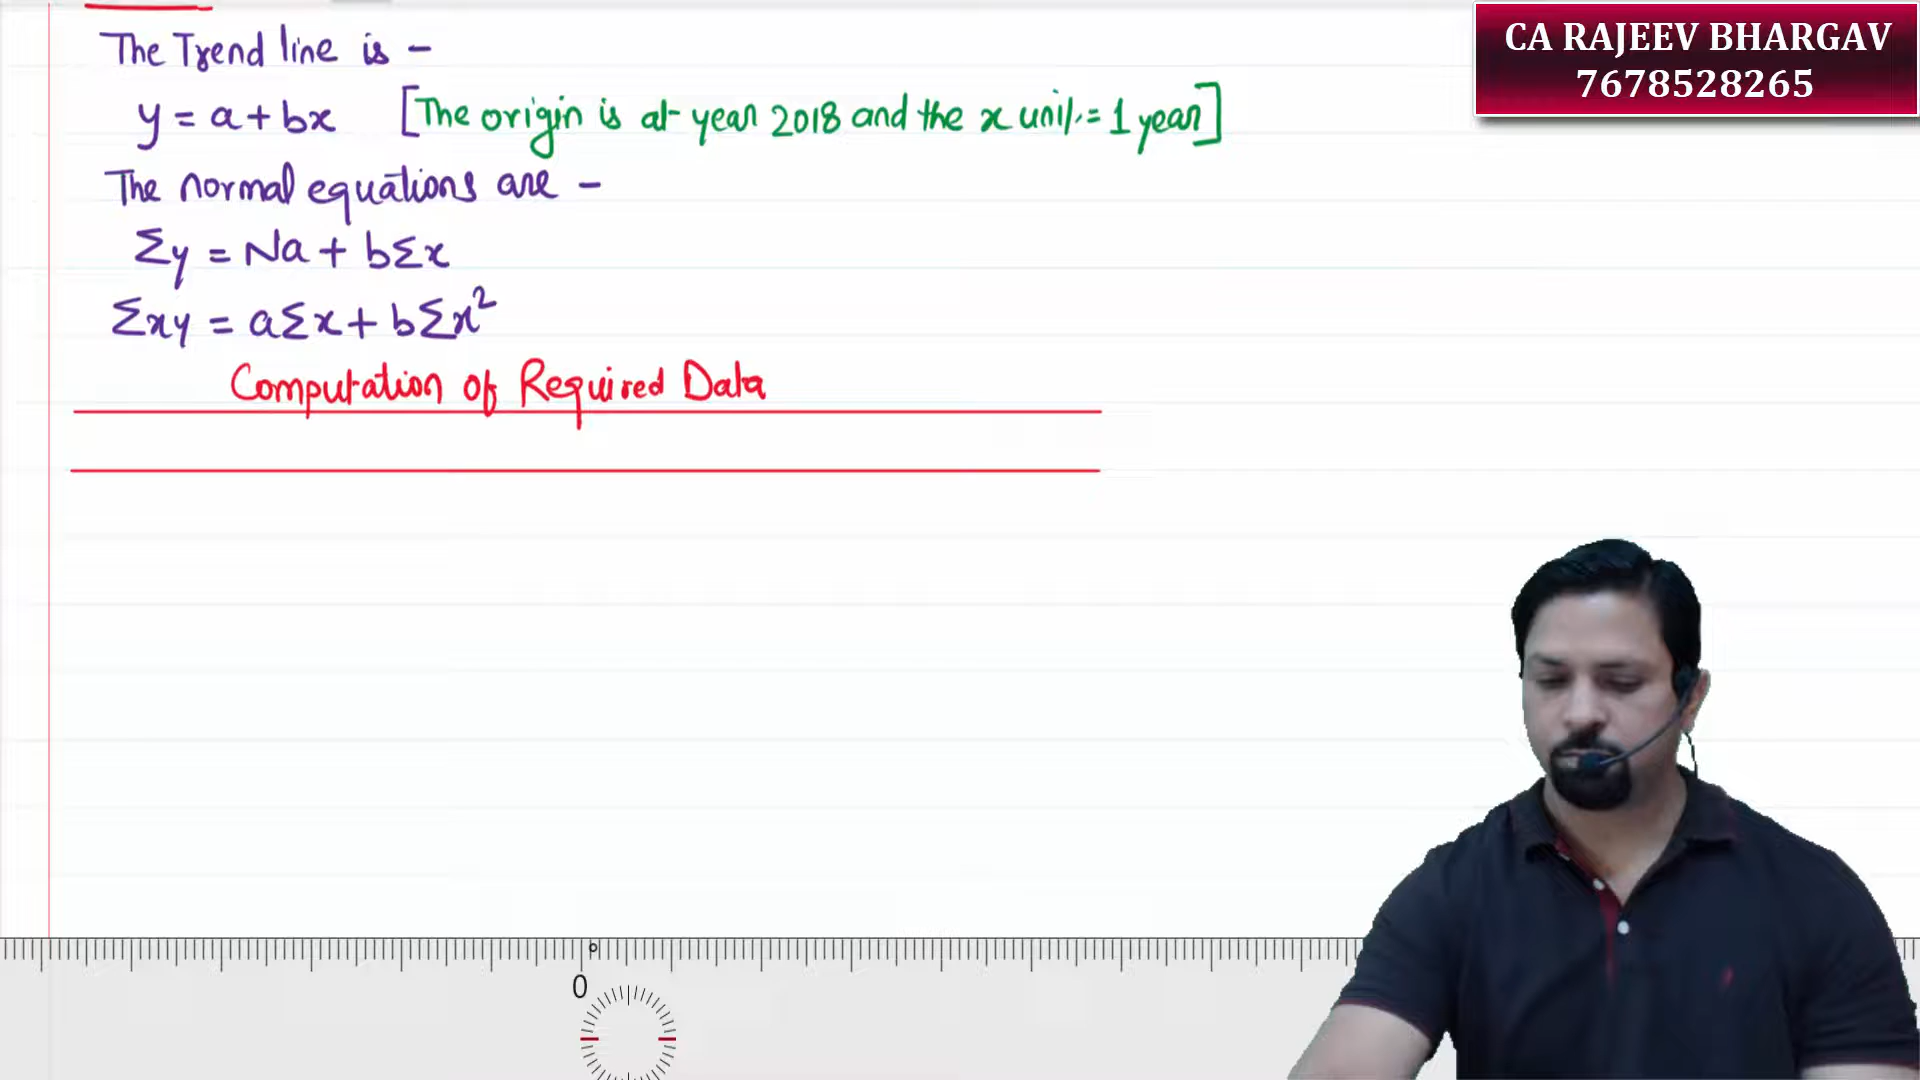 The Trend line is -
y = a + bx [The origin is at year 2018 and the x unit = 1 year]
The normal equations are -
Σy = Na + bΣx
Σxy = aΣx + bΣx²
Computation of Required Data
CA RAJEEV BHARGAV
7678528265
0